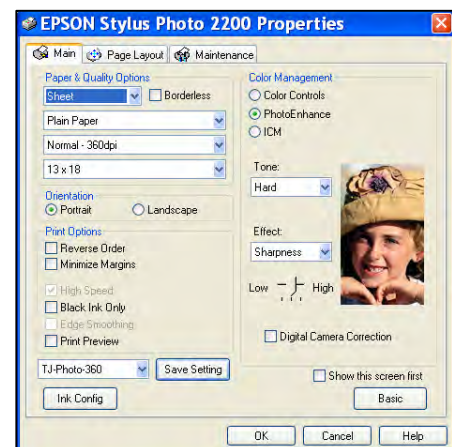 EPSON Stylus Photo 2200 Properties
Main
Page Layout
Maintenance
Paper & Quality Options
Sheet
Borderless
Plain Paper
Normal - 360dpi
13 x 18
Orientation
Portrait
Landscape
Print Options
Reverse Order
Minimize Margins
High Speed
Black Ink Only
Edge Smoothing
Print Preview
TJ-Photo-360
Save Setting
Ink Config
Color Management
Color Controls
PhotoEnhance
ICM
Tone:
Hard
Effect:
Sharpness
Low
High
Digital Camera Correction
Show this screen first
Basic
OK
Cancel
Help